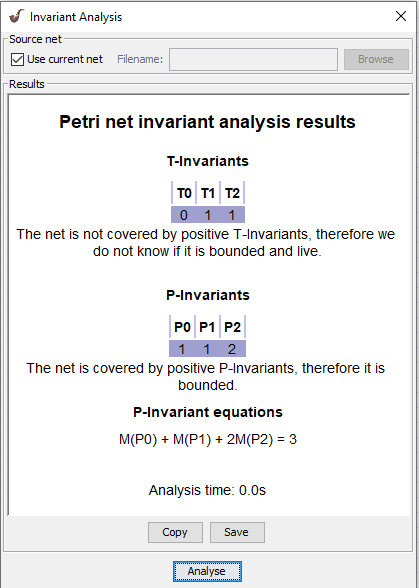 Invariant Analysis
Source net
Use current net Filename: Browse
Results
Petri net invariant analysis results
T-Invariants
T0 T1 T2
0 1 1
The net is not covered by positive T-Invariants, therefore we
do not know if it is bounded and live.
P-Invariants
P0 P1 P2
1 1 2
The net is covered by positive P-Invariants, therefore it is
bounded.
P-Invariant equations
M(P0) + M(P1) + 2M(P2) = 3
Analysis time: 0.0s
Copy Save
Analyse